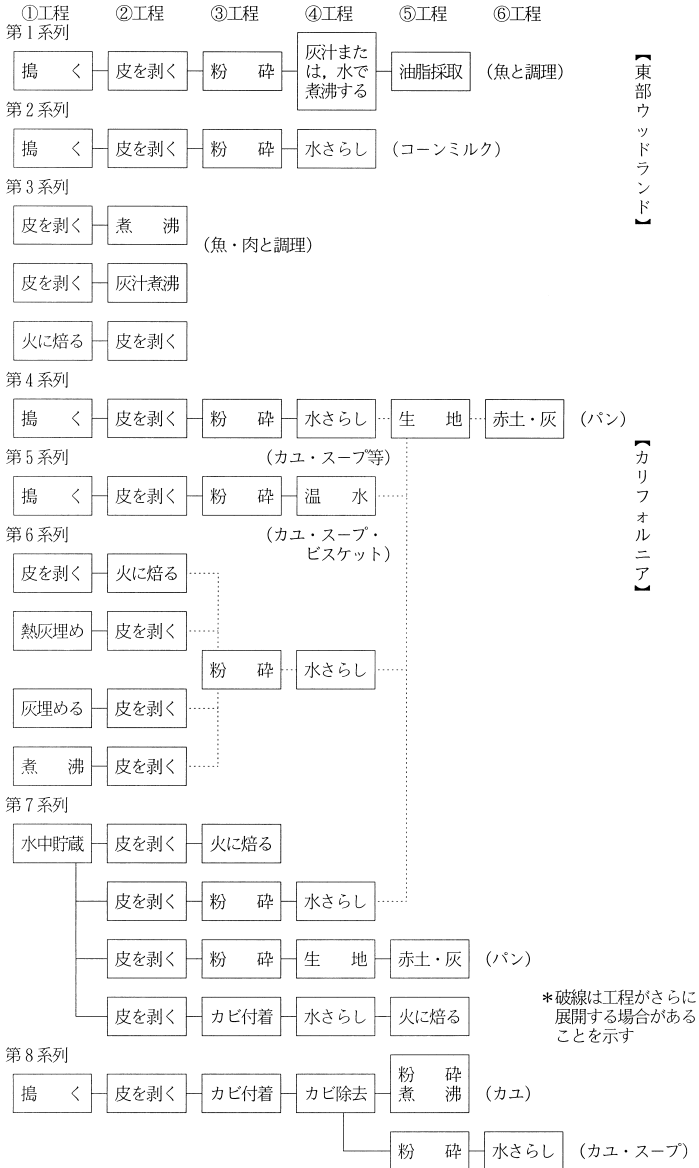 ①工程 ②工程 ③工程 ④工程 ⑤工程 ⑥工程
第1系列
搗く 皮を剥く 粉砕 灰汁または，水で煮沸する 油脂採取 (魚と調理)
【東部ウッドランド】
第2系列
搗く 皮を剥く 粉砕 水さらし (コーンミルク)
第3系列
皮を剥く 煮沸
(魚・肉と調理)
皮を剥く 灰汁煮沸
火に焙る 皮を剥く
第4系列
搗く 皮を剥く 粉砕 水さらし 生地 赤土・灰 (パン)
(カユ・スープ等)
【カリフォルニア】
第5系列
搗く 皮を剥く 粉砕 温水
(カユ・スープ・
ビスケット)
第6系列
皮を剥く 火に焙る
熱灰埋め 皮を剥く
粉砕 水さらし
灰埋める 皮を剥く
煮沸 皮を剥く
第7系列
水中貯蔵 皮を剥く 火に焙る
皮を剥く 粉砕 水さらし
皮を剥く 粉砕 生地 赤土・灰 (パン)
皮を剥く カビ付着 水さらし 火に焙る
＊破線は工程がさらに
展開する場合がある
ことを示す
第8系列
搗く 皮を剥く カビ付着 カビ除去 粉砕煮沸 (カユ)
粉砕 水さらし (カユ・スープ)